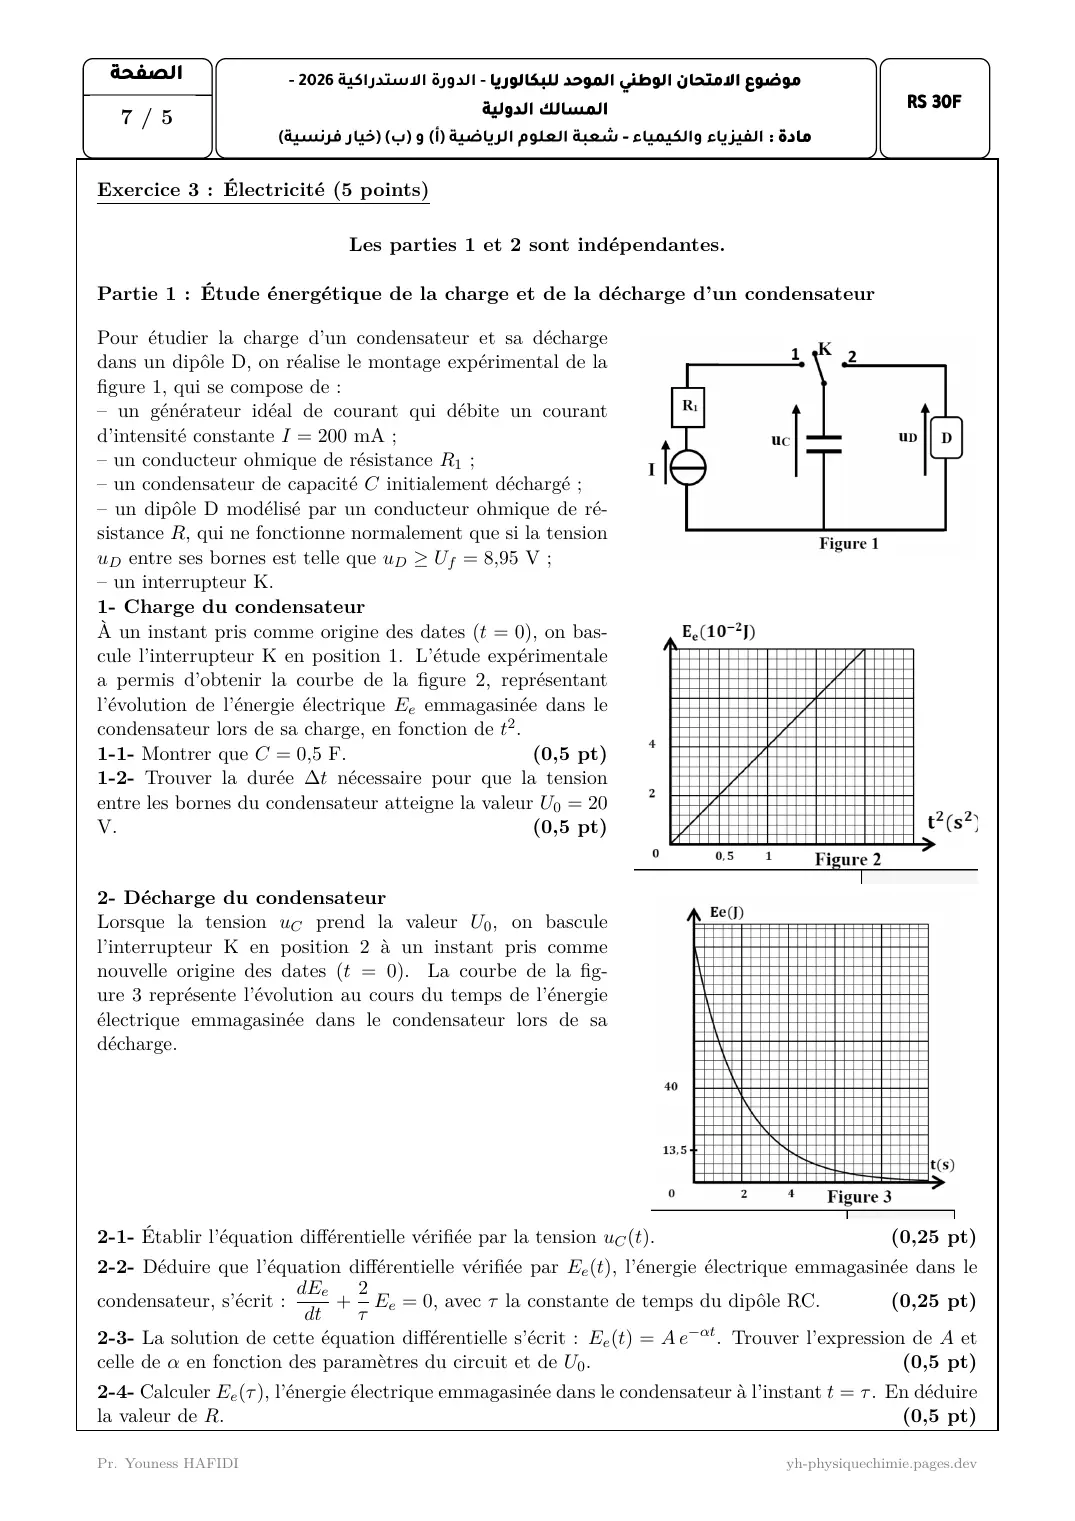 الصفحة
7 / 5
موضوع الامتحان الوطني الموحد للبكالوريا - الدورة الاستدراكية 2026 -
المسالك الدولية
مادة : الفيزياء والكيمياء - شعبة العلوم الرياضية (أ) و (ب) (خيار فرنسية)
RS 30F
Exercice 3 : Électricité (5 points)
Les parties 1 et 2 sont indépendantes.
Partie 1 : Étude énergétique de la charge et de la décharge d'un condensateur
Pour étudier la charge d'un condensateur et sa décharge
dans un dipôle D, on réalise le montage expérimental de la
figure 1, qui se compose de :
– un générateur idéal de courant qui débite un courant
d'intensité constante I = 200 mA ;
– un conducteur ohmique de résistance R₁ ;
– un condensateur de capacité C initialement déchargé ;
– un dipôle D modélisé par un conducteur ohmique de ré-
sistance R, qui ne fonctionne normalement que si la tension
u_D entre ses bornes est telle que u_D ≥ U_f = 8,95 V ;
– un interrupteur K.
1 K 2
R₁
u_C
u_D
D
I
Figure 1
1- Charge du condensateur
À un instant pris comme origine des dates (t = 0), on bas-
cule l'interrupteur K en position 1. L'étude expérimentale
a permis d'obtenir la courbe de la figure 2, représentant
l'évolution de l'énergie électrique E_e emmagasinée dans le
condensateur lors de sa charge, en fonction de t².
1-1- Montrer que C = 0,5 F. (0,5 pt)
1-2- Trouver la durée Δt nécessaire pour que la tension
entre les bornes du condensateur atteigne la valeur U₀ = 20
V. (0,5 pt)
E_e(10⁻²J)
4
2
t²(s²)
0 0,5 1 Figure 2
2- Décharge du condensateur
Lorsque la tension u_C prend la valeur U₀, on bascule
l'interrupteur K en position 2 à un instant pris comme
nouvelle origine des dates (t = 0). La courbe de la fig-
ure 3 représente l'évolution au cours du temps de l'énergie
électrique emmagasinée dans le condensateur lors de sa
décharge.
Ee(J)
40
13,5
t(s)
0 2 4 Figure 3
2-1- Établir l'équation différentielle vérifiée par la tension u_C(t). (0,25 pt)
2-2- Déduire que l'équation différentielle vérifiée par E_e(t), l'énergie électrique emmagasinée dans le
condensateur, s'écrit : dE_e/dt + 2/τ E_e = 0, avec τ la constante de temps du dipôle RC. (0,25 pt)
2-3- La solution de cette équation différentielle s'écrit : E_e(t) = A e^{−αt}. Trouver l'expression de A et
celle de α en fonction des paramètres du circuit et de U₀. (0,5 pt)
2-4- Calculer E_e(τ), l'énergie électrique emmagasinée dans le condensateur à l'instant t = τ. En déduire
la valeur de R. (0,5 pt)
Pr. Youness HAFIDI
yh-physiquechimie.pages.dev